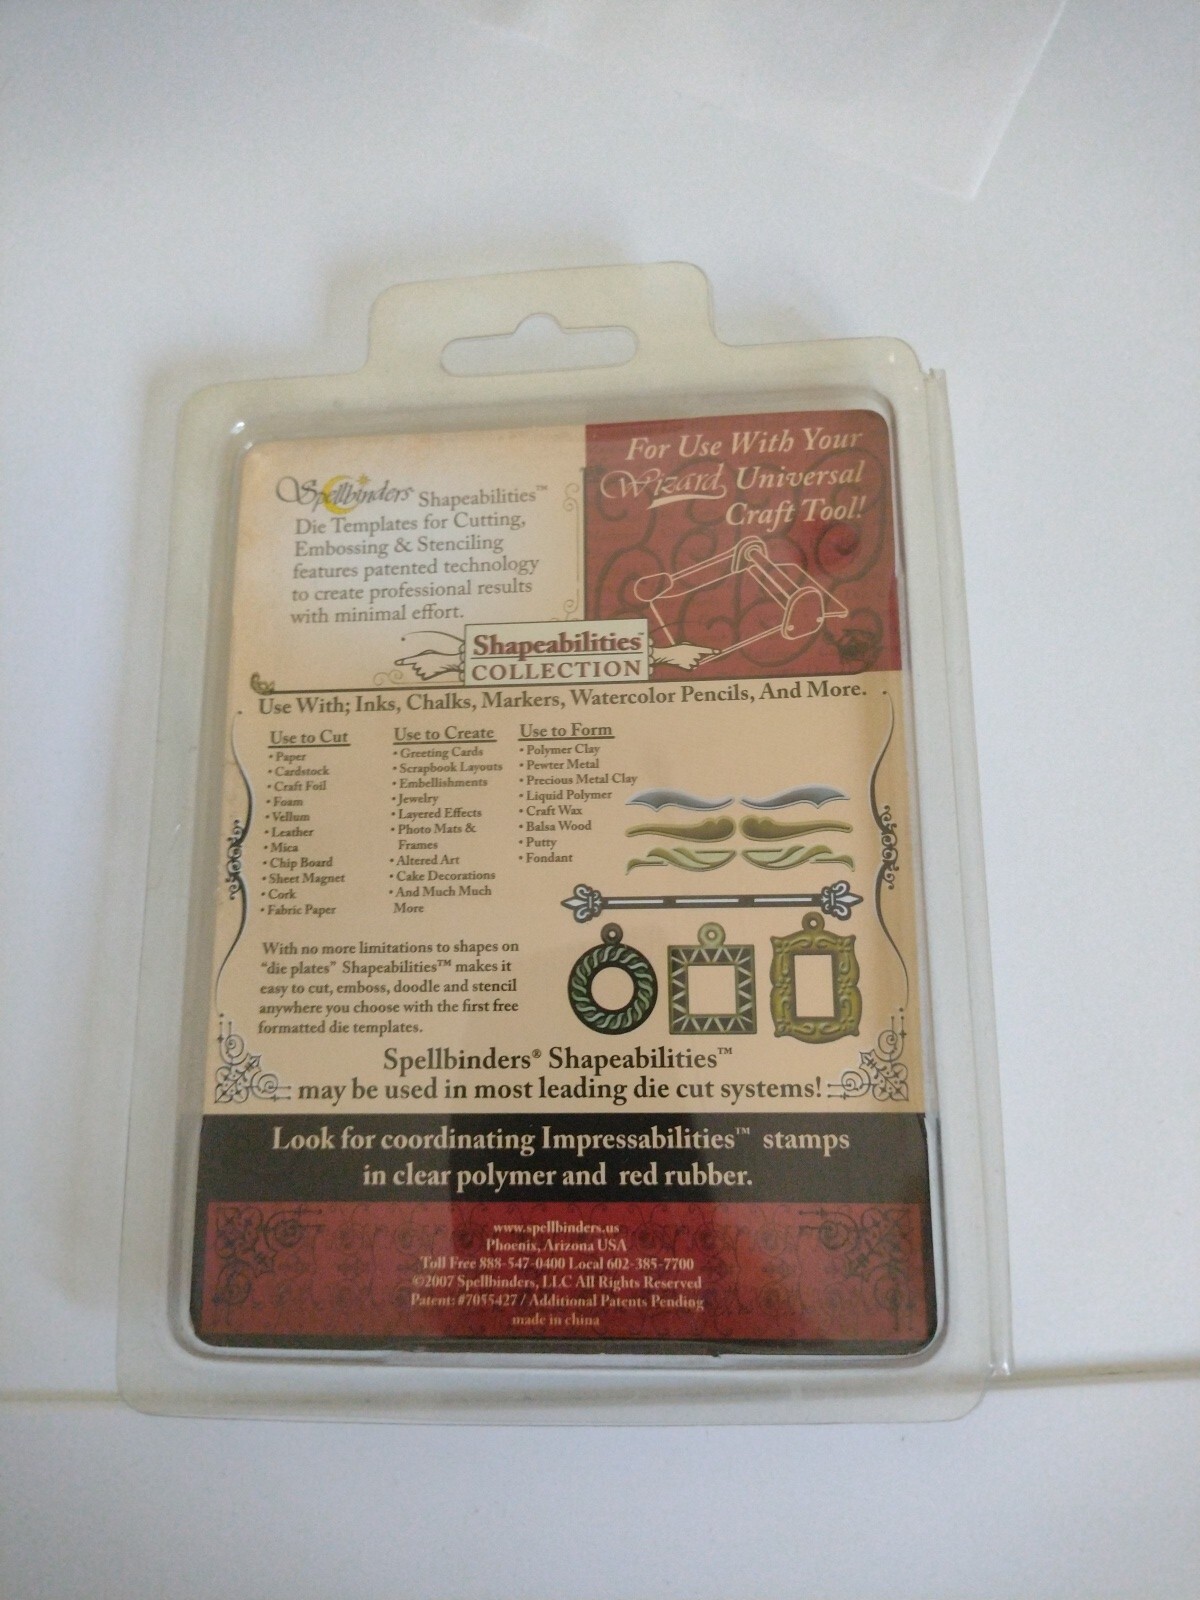 Spellbinders Shapeabilities™
Die Templates for Cutting,
Embossing & Stenciling
features patented technology
to create professional results
with minimal effort.
For Use With Your
Wizard Universal
Craft Tool!
Shapeabilities™
COLLECTION
Use With; Inks, Chalks, Markers, Watercolor Pencils, And More.
Use to Cut
• Paper
• Cardstock
• Craft Foil
• Foam
• Vellum
• Leather
• Mica
• Chip Board
• Sheet Magnet
• Cork
• Fabric Paper
Use to Create
• Greeting Cards
• Scrapbook Layouts
• Embellishments
• Jewelry
• Layered Effects
• Photo Mats &
Frames
• Altered Art
• Cake Decorations
• And Much Much
More
Use to Form
• Polymer Clay
• Pewter Metal
• Precious Metal Clay
• Liquid Polymer
• Craft Wax
• Balsa Wood
• Putty
• Fondant
With no more limitations to shapes on
"die plates" Shapeabilities™ makes it
easy to cut, emboss, doodle and stencil
anywhere you choose with the first free
formatted die templates.
Spellbinders® Shapeabilities™
may be used in most leading die cut systems!
Look for coordinating Impressabilities™ stamps
in clear polymer and red rubber.
www.spellbinders.us
Phoenix, Arizona USA
Toll Free 888-547-0400 Local 602-385-7700
©2007 Spellbinders, LLC All Rights Reserved
Patent: #7055427 / Additional Patents Pending
made in china